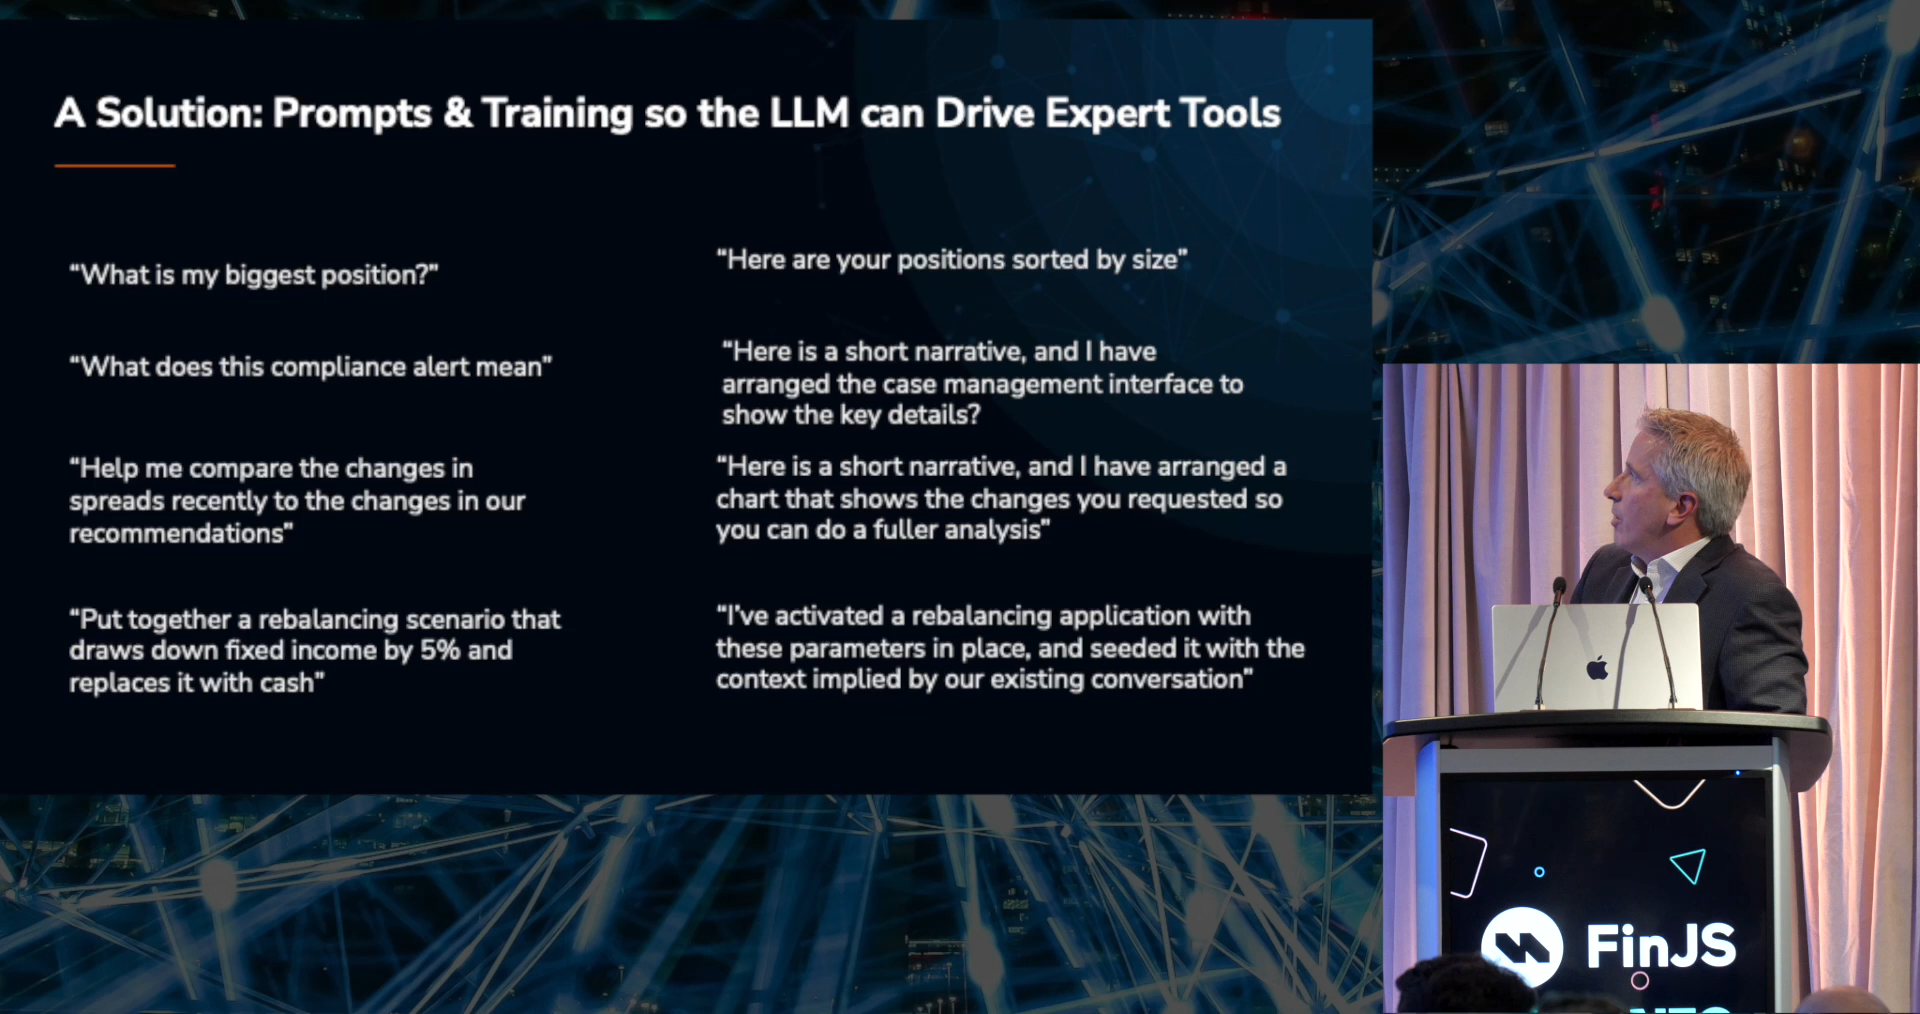 A Solution: Prompts & Training so the LLM can Drive Expert Tools
“What is my biggest position?”
“Here are your positions sorted by size”
“What does this compliance alert mean”
“Here is a short narrative, and I have
arranged the case management interface to
show the key details?
“Help me compare the changes in
spreads recently to the changes in our
recommendations”
“Here is a short narrative, and I have arranged a
chart that shows the changes you requested so
you can do a fuller analysis”
“Put together a rebalancing scenario that
draws down fixed income by 5% and
replaces it with cash”
“I’ve activated a rebalancing application with
these parameters in place, and seeded it with the
context implied by our existing conversation”
FinJS